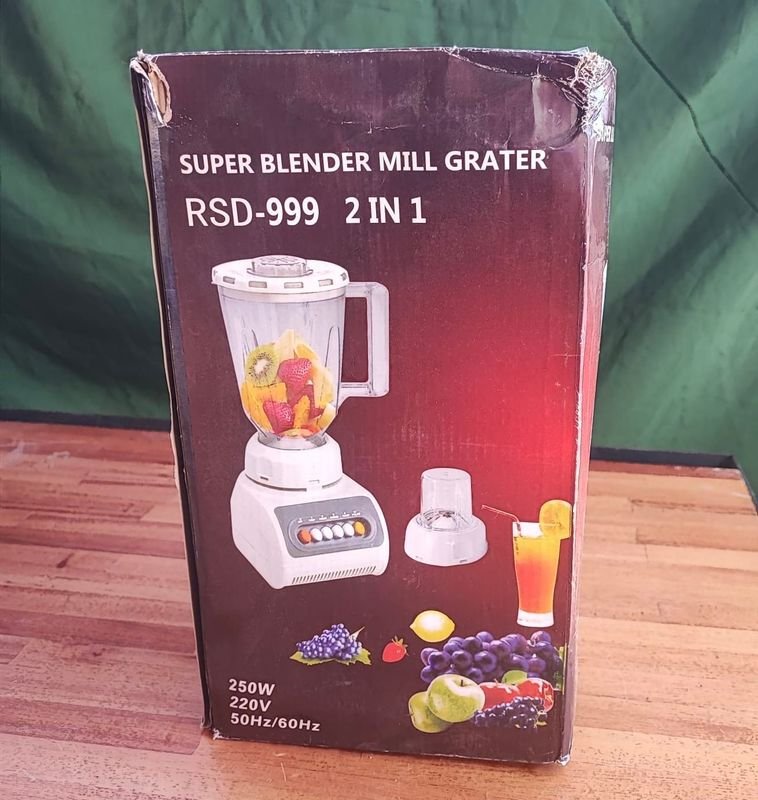 SUPER BLENDER MILL GRATER
RSD-999 2 IN 1
250W
220V
50Hz/60Hz